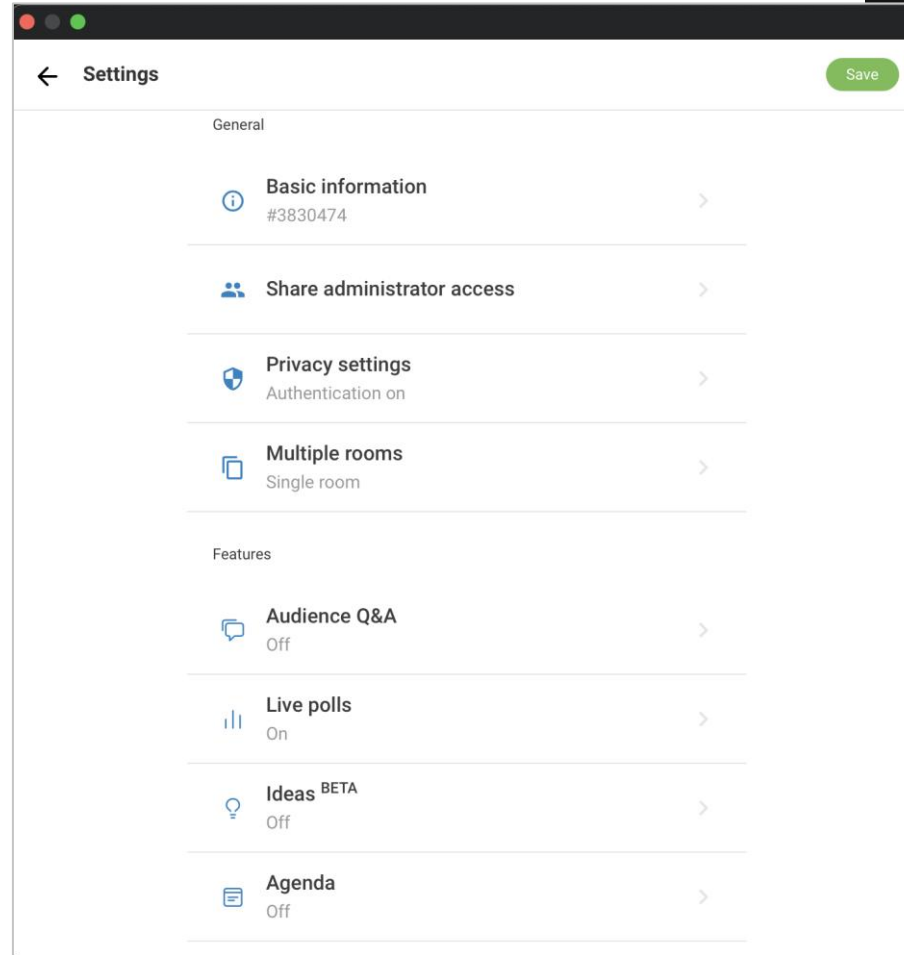 Settings
Save
General
Basic information
#3830474
Share administrator access
Privacy settings
Authentication on
Multiple rooms
Single room
Features
Audience Q&A
Off
Live polls
On
Ideas BETA
Off
Agenda
Off